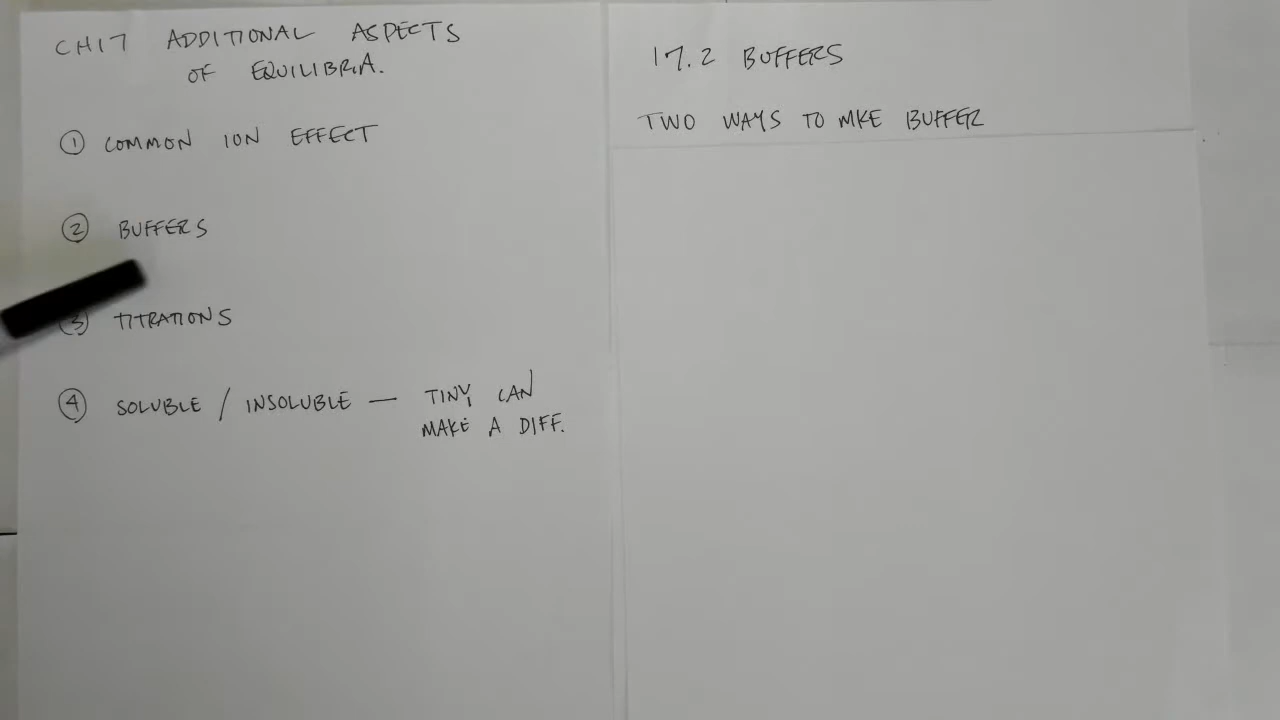 CH17 ADDITIONAL ASPECTS
OF EQUILIBRIA.
① COMMON ION EFFECT
② BUFFERS
③ TITRATIONS
④ SOLUBLE / INSOLUBLE — TINY CAN
MAKE A DIFF.
17.2 BUFFERS
TWO WAYS TO MKE BUFFER